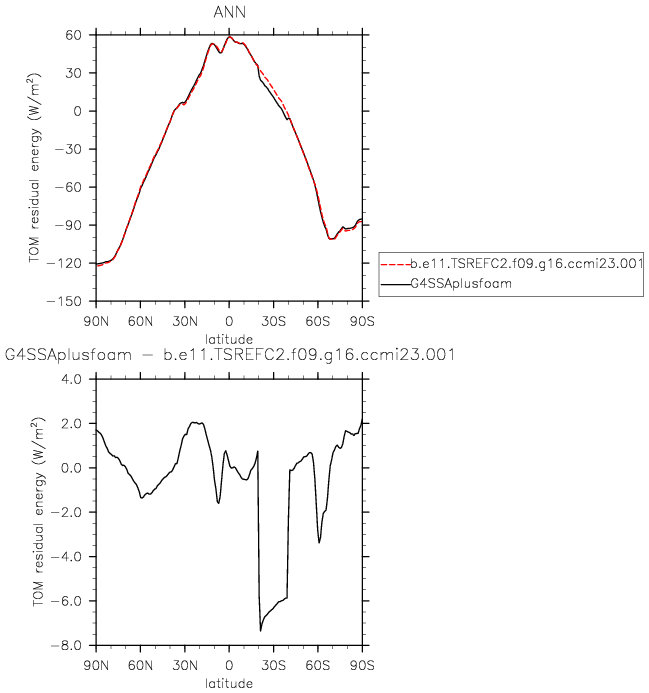 ANN
TOM residual energy (W/m²)
60
30
0
−30
−60
−90
−120
−150
90N 60N 30N 0 30S 60S 90S
latitude
b.e11.TSREFC2.f09.g16.ccmi23.001
G4SSAplusfoam
G4SSAplusfoam − b.e11.TSREFC2.f09.g16.ccmi23.001
TOM residual energy (W/m²)
4.0
2.0
0.0
−2.0
−4.0
−6.0
−8.0
90N 60N 30N 0 30S 60S 90S
latitude